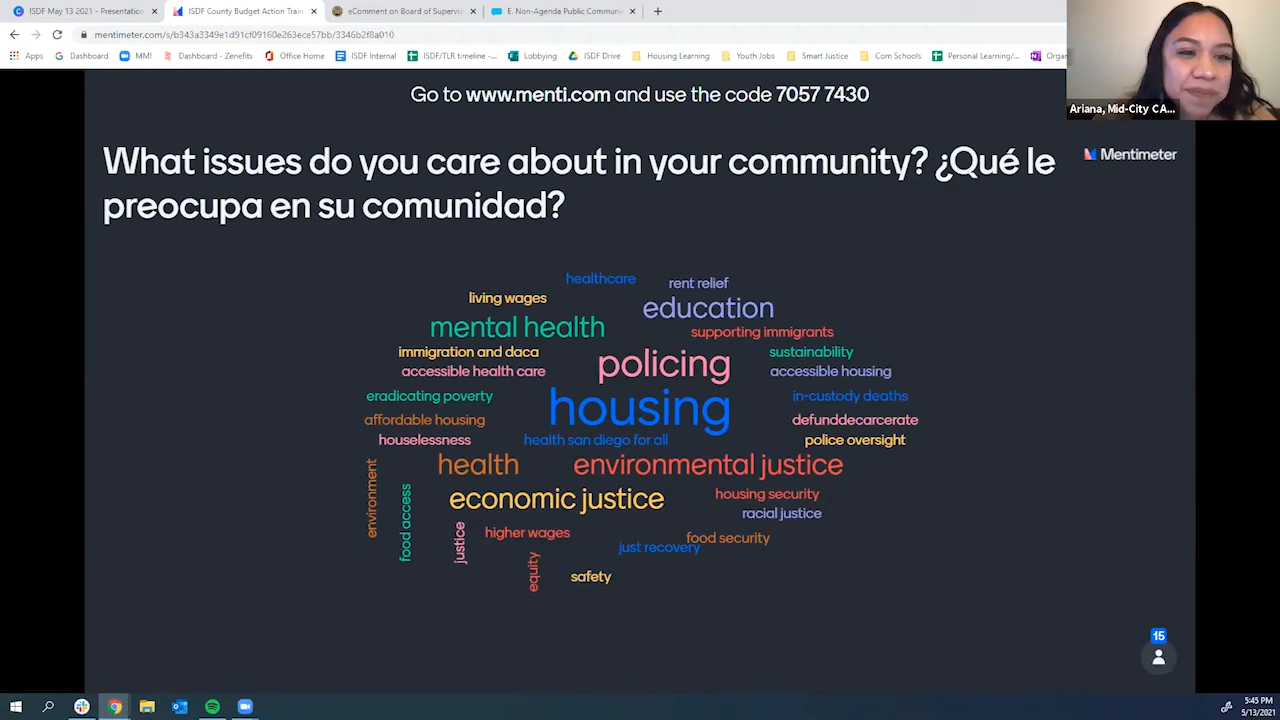 ISDF May 13 2021 - Presentation
ISDF County Budget Action Train
eComment on Board of Supervis
E. Non-Agenda Public Communi
mentimeter.com/s/b343a3349e1d91cf09160e263ece57bb/3346b2f8a010
Apps
Dashboard
MM!
Dashboard - Zenefits
Office Home
ISDF Internal
ISDF/TLR timeline -...
Lobbying
ISDF Drive
Housing Learning
Youth Jobs
Smart Justice
Com Schools
Personal Learning/...
Organ
Ariana, Mid-City CA...
Go to www.menti.com and use the code 7057 7430
What issues do you care about in your community? ¿Qué le
preocupa en su comunidad?
Mentimeter
healthcare
rent relief
living wages
education
mental health
supporting immigrants
immigration and daca
policing
sustainability
accessible health care
accessible housing
eradicating poverty
housing
in-custody deaths
affordable housing
defunddecarcerate
houselessness
health san diego for all
police oversight
health
environmental justice
environment
food access
economic justice
housing security
racial justice
justice
higher wages
food security
just recovery
equity
safety
15
5:45 PM
5/13/2021